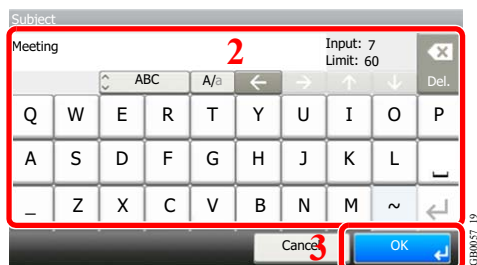 Subject
Meeting
2
Input: 7
Limit: 60
ABC
A/a
Del.
Q W E R T Y U I O P
A S D F G H J K L
_ Z X C V B N M ~
Cancel
3
OK
GB0057_19